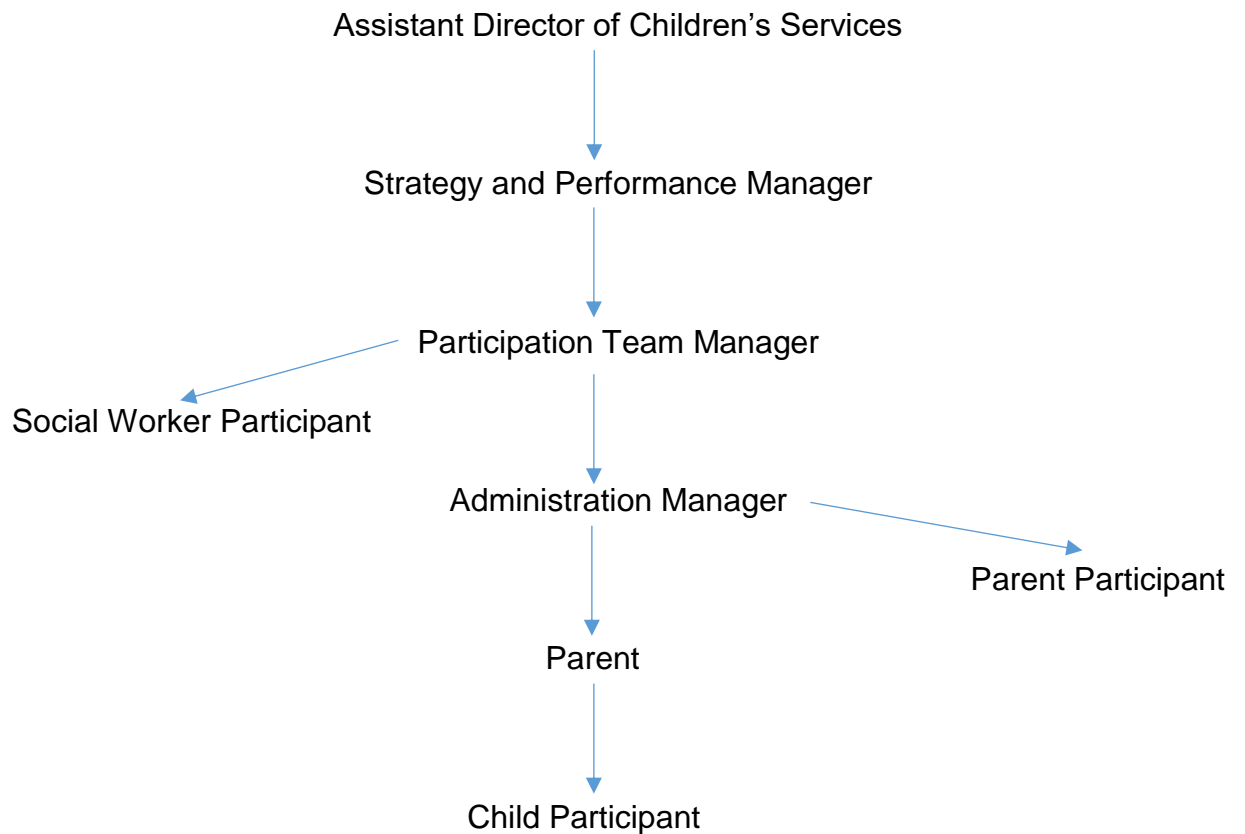 Assistant Director of Children’s Services
Strategy and Performance Manager
Participation Team Manager
Social Worker Participant
Administration Manager
Parent Participant
Parent
Child Participant